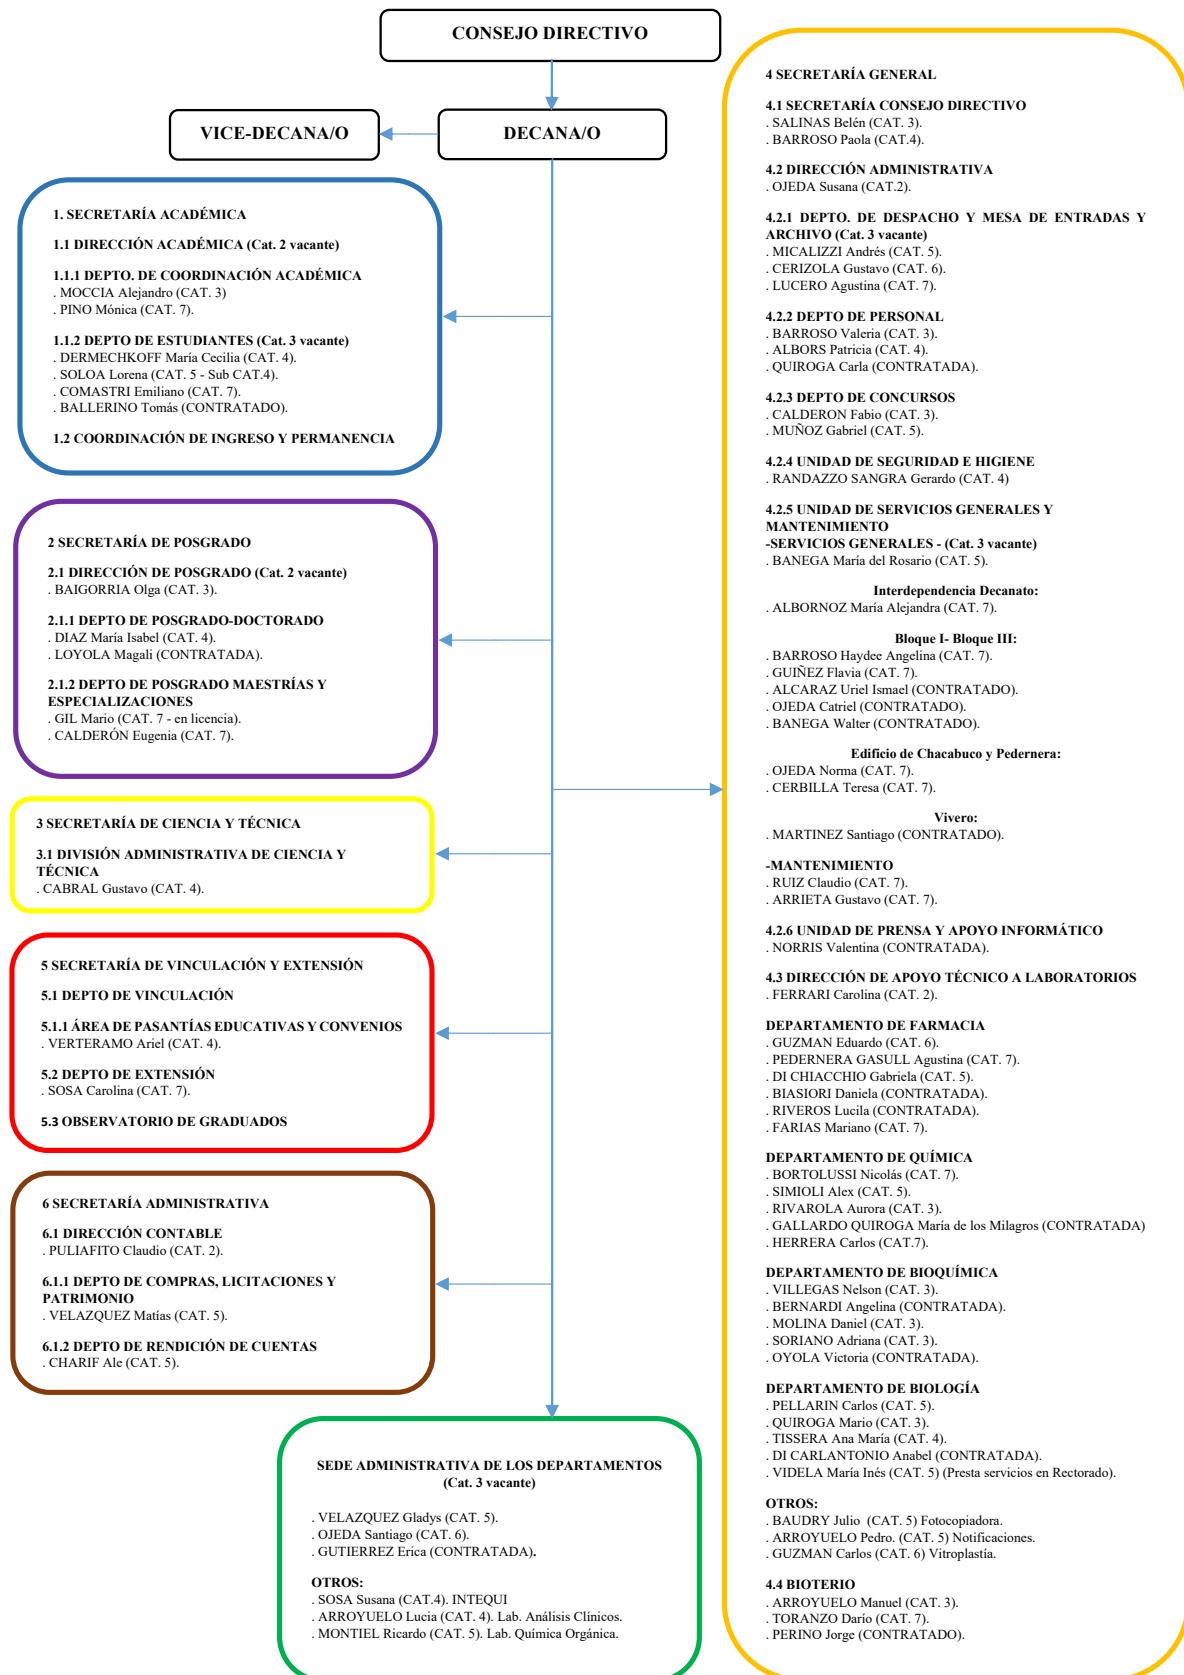 CONSEJO DIRECTIVO
VICE-DECANA/O
DECANA/O
1. SECRETARÍA ACADÉMICA
1.1 DIRECCIÓN ACADÉMICA (Cat. 2 vacante)
1.1.1 DEPTO. DE COORDINACIÓN ACADÉMICA
. MOCCIA Alejandro (CAT. 3)
. PINO Mónica (CAT. 7).
1.1.2 DEPTO DE ESTUDIANTES (Cat. 3 vacante)
. DERMECHKOFF María Cecilia (CAT. 4).
. SOLOA Lorena (CAT. 5 - Sub CAT.4).
. COMASTRI Emiliano (CAT. 7).
. BALLERINO Tomás (CONTRATADO).
1.2 COORDINACIÓN DE INGRESO Y PERMANENCIA
2 SECRETARÍA DE POSGRADO
2.1 DIRECCIÓN DE POSGRADO (Cat. 2 vacante)
. BAIGORRIA Olga (CAT. 3).
2.1.1 DEPTO DE POSGRADO-DOCTORADO
. DIAZ María Isabel (CAT. 4).
. LOYOLA Magali (CONTRATADA).
2.1.2 DEPTO DE POSGRADO MAESTRÍAS Y
ESPECIALIZACIONES
. GIL Mario (CAT. 7 - en licencia).
. CALDERÓN Eugenia (CAT. 7).
3 SECRETARÍA DE CIENCIA Y TÉCNICA
3.1 DIVISIÓN ADMINISTRATIVA DE CIENCIA Y
TÉCNICA
. CABRAL Gustavo (CAT. 4).
5 SECRETARÍA DE VINCULACIÓN Y EXTENSIÓN
5.1 DEPTO DE VINCULACIÓN
5.1.1 ÁREA DE PASANTÍAS EDUCATIVAS Y CONVENIOS
. VERTERAMO Ariel (CAT. 4).
5.2 DEPTO DE EXTENSIÓN
. SOSA Carolina (CAT. 7).
5.3 OBSERVATORIO DE GRADUADOS
6 SECRETARÍA ADMINISTRATIVA
6.1 DIRECCIÓN CONTABLE
. PULIAFITO Claudio (CAT. 2).
6.1.1 DEPTO DE COMPRAS, LICITACIONES Y
PATRIMONIO
. VELAZQUEZ Matías (CAT. 5).
6.1.2 DEPTO DE RENDICIÓN DE CUENTAS
. CHARIF Ale (CAT. 5).
SEDE ADMINISTRATIVA DE LOS DEPARTAMENTOS
(Cat. 3 vacante)
. VELAZQUEZ Gladys (CAT. 5).
. OJEDA Santiago (CAT. 6).
. GUTIERREZ Erica (CONTRATADA).
OTROS:
. SOSA Susana (CAT.4). INTEQUI
. ARROYUELO Lucia (CAT. 4). Lab. Análisis Clínicos.
. MONTIEL Ricardo (CAT. 5). Lab. Química Orgánica.
4 SECRETARÍA GENERAL
4.1 SECRETARÍA CONSEJO DIRECTIVO
. SALINAS Belén (CAT. 3).
. BARROSO Paola (CAT.4).
4.2 DIRECCIÓN ADMINISTRATIVA
. OJEDA Susana (CAT.2).
4.2.1 DEPTO. DE DESPACHO Y MESA DE ENTRADAS Y
ARCHIVO (Cat. 3 vacante)
. MICALIZZI Andrés (CAT. 5).
. CERIZOLA Gustavo (CAT. 6).
. LUCERO Agustina (CAT. 7).
4.2.2 DEPTO DE PERSONAL
. BARROSO Valeria (CAT. 3).
. ALBORS Patricia (CAT. 4).
. QUIROGA Carla (CONTRATADA).
4.2.3 DEPTO DE CONCURSOS
. CALDERON Fabio (CAT. 3).
. MUÑOZ Gabriel (CAT. 5).
4.2.4 UNIDAD DE SEGURIDAD E HIGIENE
. RANDAZZO SANGRA Gerardo (CAT. 4)
4.2.5 UNIDAD DE SERVICIOS GENERALES Y
MANTENIMIENTO
-SERVICIOS GENERALES - (Cat. 3 vacante)
. BANEGA María del Rosario (CAT. 5).
Interdependencia Decanato:
. ALBORNOZ María Alejandra (CAT. 7).
Bloque I- Bloque III:
. BARROSO Haydee Angelina (CAT. 7).
. GUIÑEZ Flavia (CAT. 7).
. ALCARAZ Uriel Ismael (CONTRATADO).
. OJEDA Catriel (CONTRATADO).
. BANEGA Walter (CONTRATADO).
Edificio de Chacabuco y Pedernera:
. OJEDA Norma (CAT. 7).
. CERBILLA Teresa (CAT. 7).
Vivero:
. MARTINEZ Santiago (CONTRATADO).
-MANTENIMIENTO
. RUIZ Claudio (CAT. 7).
. ARRIETA Gustavo (CAT. 7).
4.2.6 UNIDAD DE PRENSA Y APOYO INFORMÁTICO
. NORRIS Valentina (CONTRATADA).
4.3 DIRECCIÓN DE APOYO TÉCNICO A LABORATORIOS
. FERRARI Carolina (CAT. 2).
DEPARTAMENTO DE FARMACIA
. GUZMAN Eduardo (CAT. 6).
. PEDERNERA GASULL Agustina (CAT. 7).
. DI CHIACCHIO Gabriela (CAT. 5).
. BIASIORI Daniela (CONTRATADA).
. RIVEROS Lucila (CONTRATADA).
. FARIAS Mariano (CAT. 7).
DEPARTAMENTO DE QUÍMICA
. BORTOLUSSI Nicolás (CAT. 7).
. SIMIOLI Alex (CAT. 5).
. RIVAROLA Aurora (CAT. 3).
. GALLARDO QUIROGA María de los Milagros (CONTRATADA)
. HERRERA Carlos (CAT.7).
DEPARTAMENTO DE BIOQUÍMICA
. VILLEGAS Nelson (CAT. 3).
. BERNARDI Angelina (CONTRATADA).
. MOLINA Daniel (CAT. 3).
. SORIANO Adriana (CAT. 3).
. OYOLA Victoria (CONTRATADA).
DEPARTAMENTO DE BIOLOGÍA
. PELLARIN Carlos (CAT. 5).
. QUIROGA Mario (CAT. 3).
. TISSERA Ana María (CAT. 4).
. DI CARLANTONIO Anabel (CONTRATADA).
. VIDELA María Inés (CAT. 5) (Presta servicios en Rectorado).
OTROS:
. BAUDRY Julio (CAT. 5) Fotocopiadora.
. ARROYUELO Pedro. (CAT. 5) Notificaciones.
. GUZMAN Carlos (CAT. 6) Vitroplastía.
4.4 BIOTERIO
. ARROYUELO Manuel (CAT. 3).
. TORANZO Darío (CAT. 7).
. PERINO Jorge (CONTRATADO).